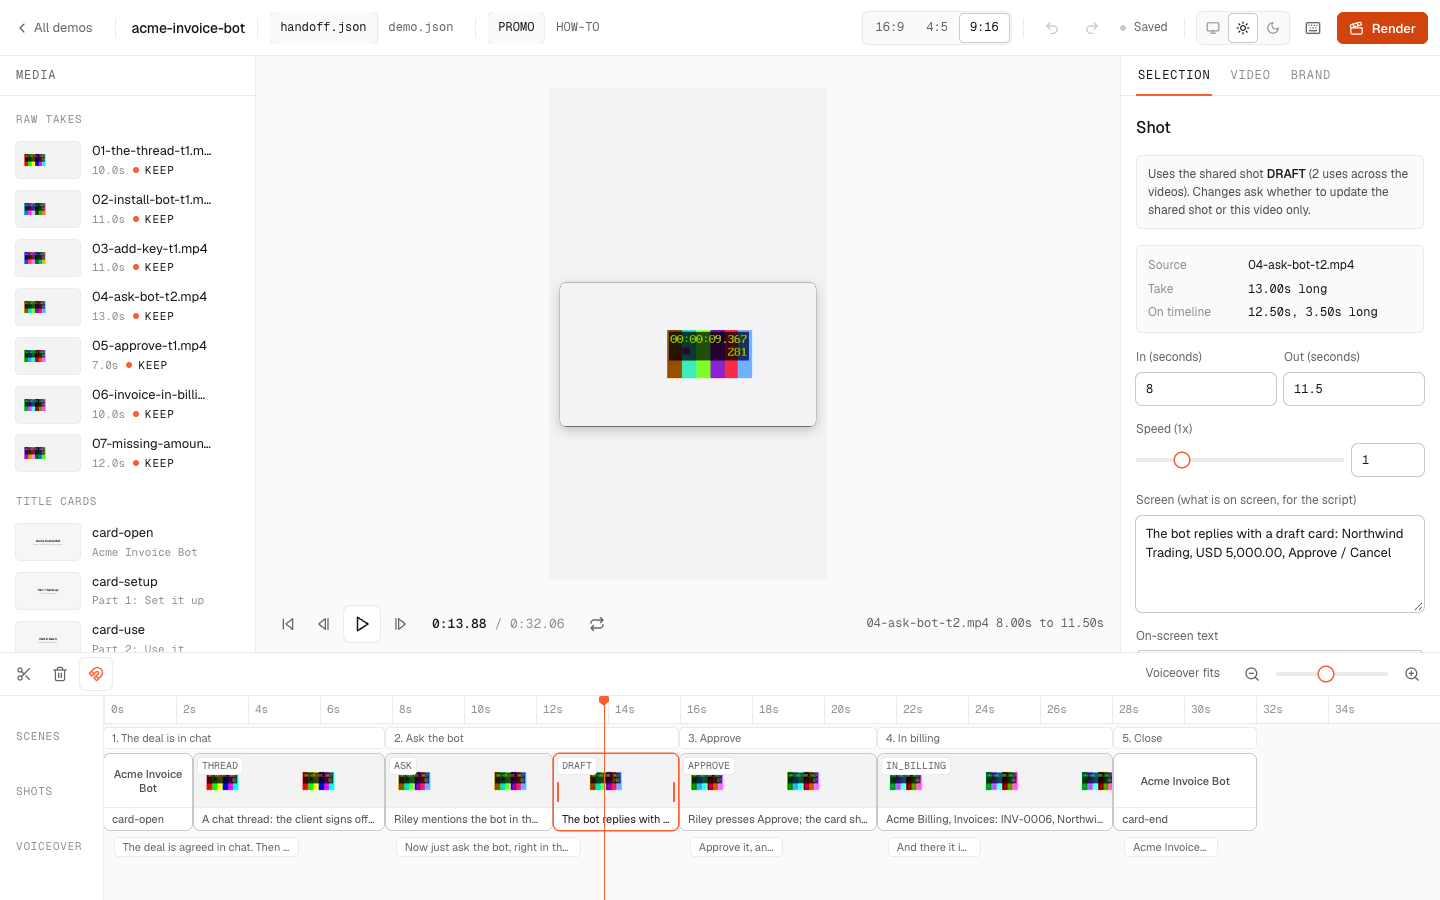 All demos
acme-invoice-bot
handoff.json
demo.json
PROMO
HOW-TO
16:9
4:5
9:16
Saved
Render
MEDIA
RAW TAKES
01-the-thread-t1.m…
10.0s KEEP
02-install-bot-t1.m…
11.0s KEEP
03-add-key-t1.mp4
11.0s KEEP
04-ask-bot-t2.mp4
13.0s KEEP
05-approve-t1.mp4
7.0s KEEP
06-invoice-in-billi…
10.0s KEEP
07-missing-amoun…
12.0s KEEP
TITLE CARDS
card-open
Acme Invoice Bot
card-setup
Part 1: Set it up
card-use
Part 2: Use it
00:00:09.367
281
0:13.88 / 0:32.06
04-ask-bot-t2.mp4 8.00s to 11.50s
SELECTION
VIDEO
BRAND
Shot
Uses the shared shot DRAFT (2 uses across the
videos). Changes ask whether to update the
shared shot or this video only.
Source 04-ask-bot-t2.mp4
Take 13.00s long
On timeline 12.50s, 3.50s long
In (seconds)
Out (seconds)
8
11.5
Speed (1x)
1
Screen (what is on screen, for the script)
The bot replies with a draft card: Northwind
Trading, USD 5,000.00, Approve / Cancel
On-screen text
Voiceover fits
0s 2s 4s 6s 8s 10s 12s 14s 16s 18s 20s 22s 24s 26s 28s 30s 32s 34s
SCENES
1. The deal is in chat
2. Ask the bot
3. Approve
4. In billing
5. Close
SHOTS
Acme Invoice
Bot
card-open
THREAD
A chat thread: the client signs off…
ASK
Riley mentions the bot in th…
DRAFT
The bot replies with …
APPROVE
Riley presses Approve; the card sh…
IN_BILLING
Acme Billing, Invoices: INV-0006, Northwi…
Acme Invoice Bot
card-end
VOICEOVER
The deal is agreed in chat. Then …
Now just ask the bot, right in th…
Approve it, an…
And there it i…
Acme Invoice…